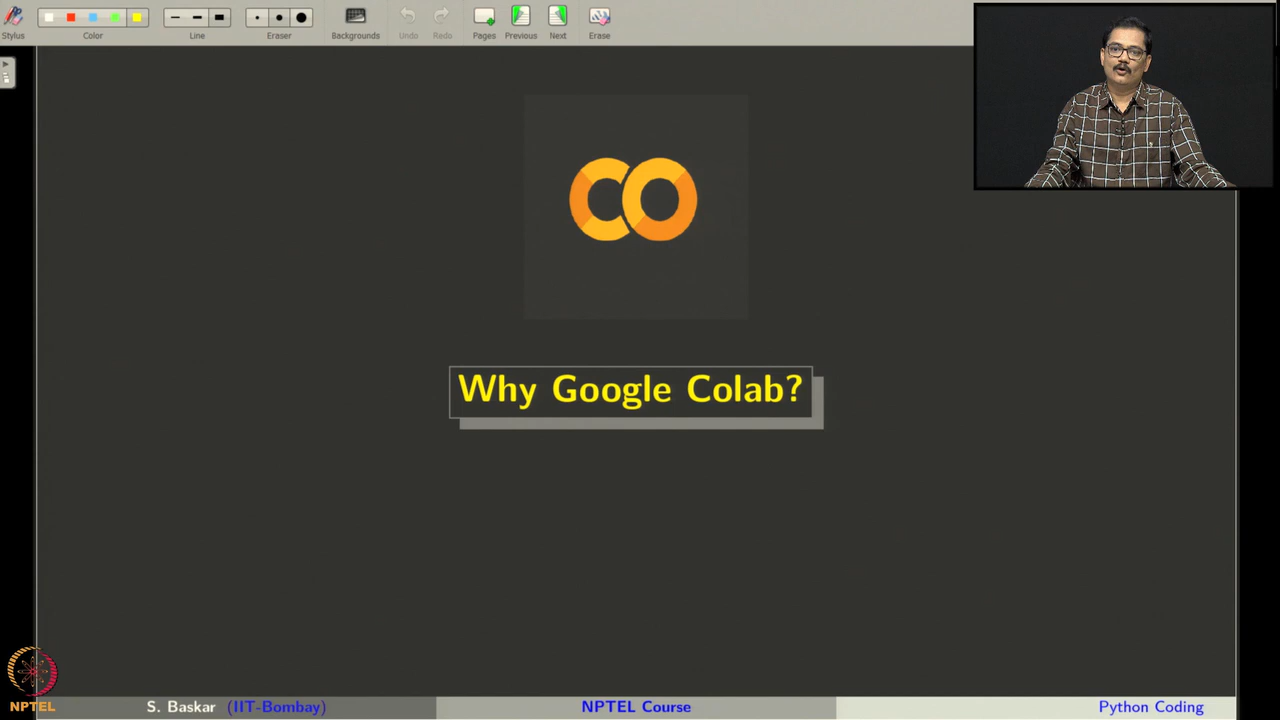 Stylus
Color
Line
Eraser
Backgrounds
Undo
Redo
Pages
Previous
Next
Erase
CO
Why Google Colab?
NPTEL
S. Baskar (IIT-Bombay)
NPTEL Course
Python Coding